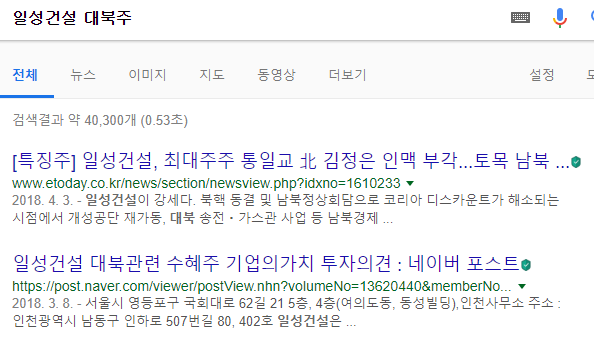 일성건설 대북주
전체 뉴스 이미지 지도 동영상 더보기 설정
검색결과 약 40,300개 (0.53초)
[특징주] 일성건설, 최대주주 통일교 北 김정은 인맥 부각...토목 남북 ...
www.etoday.co.kr/news/section/newsview.php?idxno=1610233
2018. 4. 3. - 일성건설이 강세다. 북핵 동결 및 남북정상회담으로 코리아 디스카운트가 해소되는
시점에서 개성공단 재가동, 대북 송전・가스관 사업 등 남북경제 ...
일성건설 대북관련 수혜주 기업의가치 투자의견 : 네이버 포스트
https://post.naver.com/viewer/postView.nhn?volumeNo=13620440&memberNo...
2018. 3. 8. - 서울시 영등포구 국회대로 62길 21 5층, 4층(여의도동, 동성빌딩),인천사무소 주소 :
인천광역시 남동구 인하로 507번길 80, 402호 일성건설은 ...